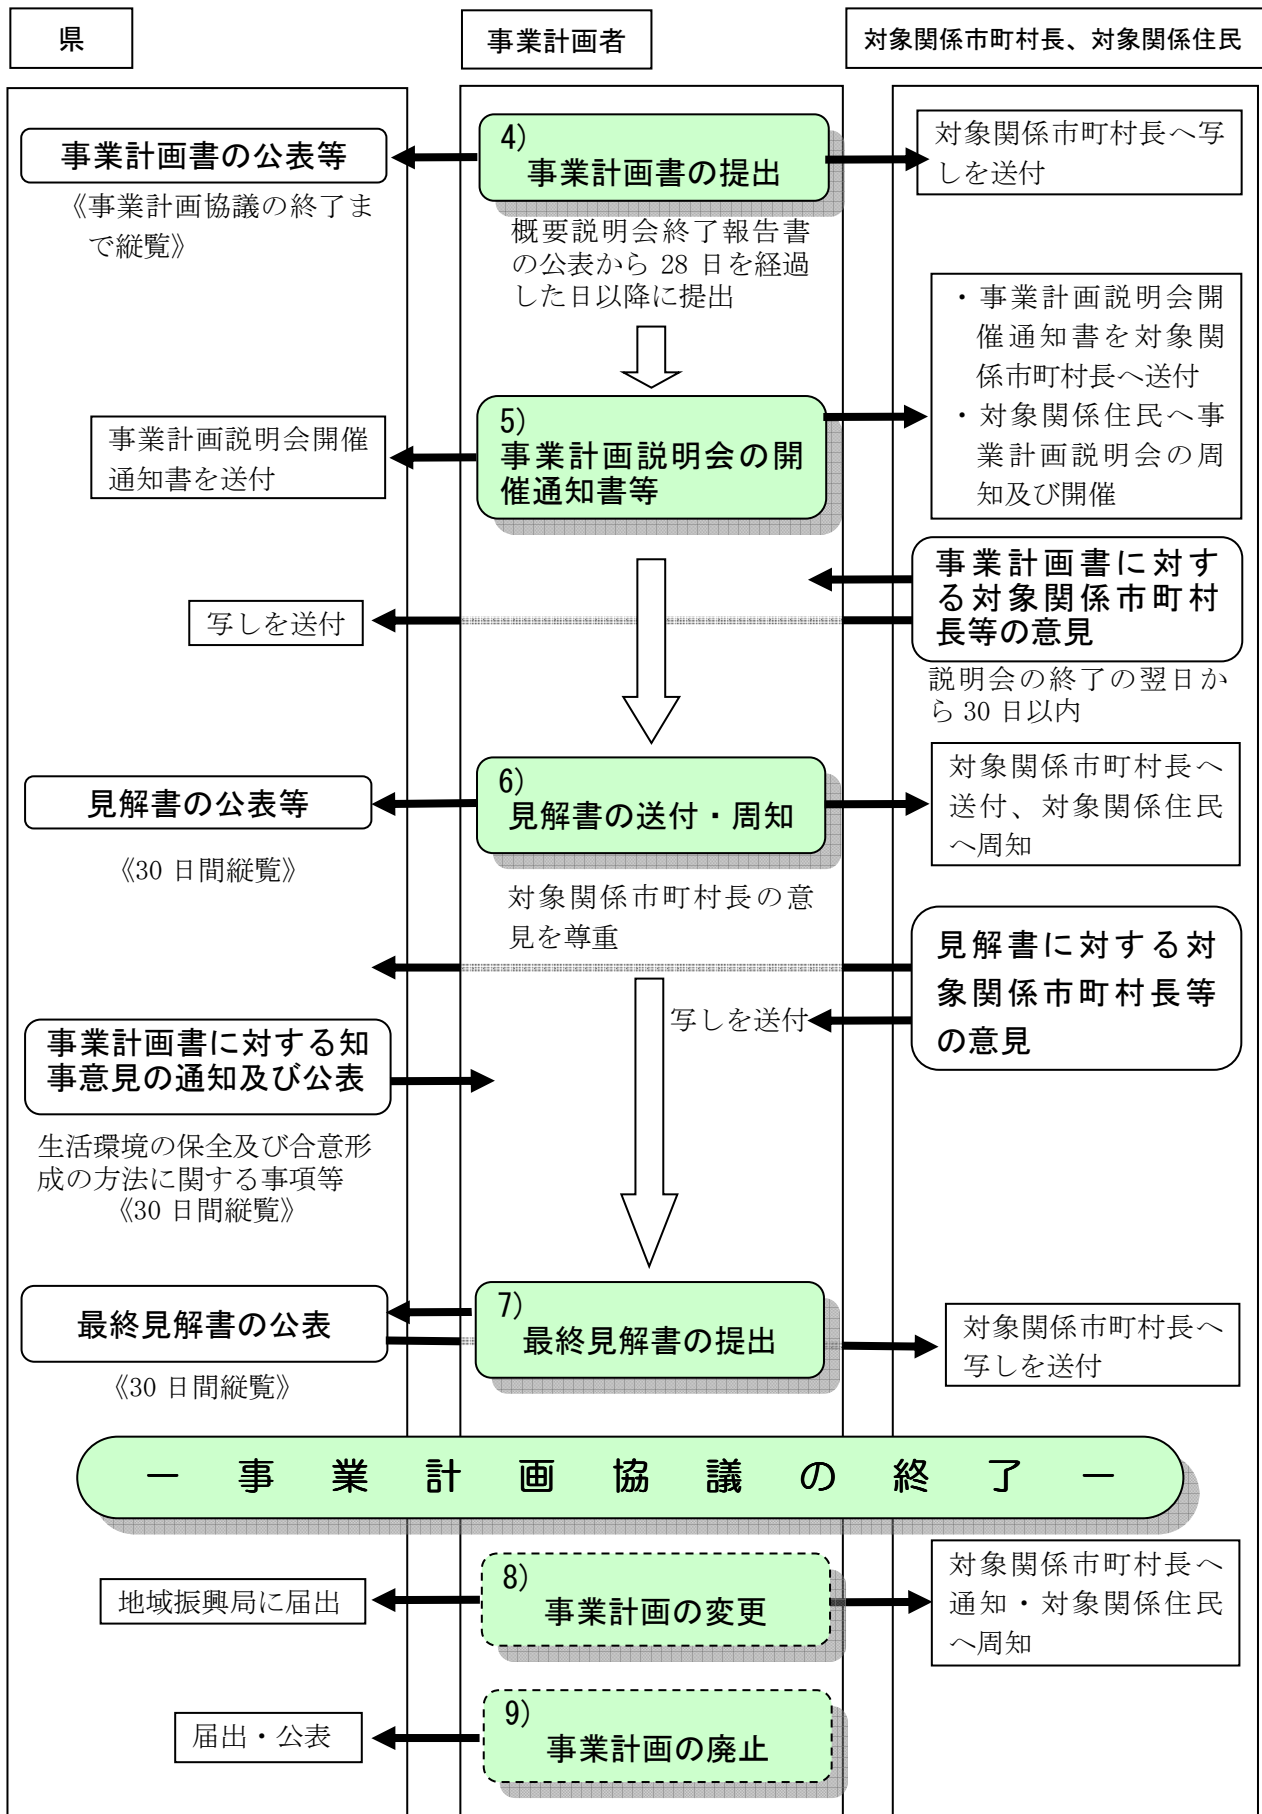 県
事業計画者
対象関係市町村長、対象関係住民
事業計画書の公表等
《事業計画協議の終了ま
で縦覧》
4)
事業計画書の提出
対象関係市町村長へ写
しを送付
概要説明会終了報告書
の公表から 28 日を経過
した日以降に提出
・事業計画説明会開
催通知書を対象関
係市町村長へ送付
・対象関係住民へ事
業計画説明会の周
知及び開催
事業計画説明会開催
通知書を送付
5)
事業計画説明会の開
催通知書等
事業計画書に対す
る対象関係市町村
長等の意見
写しを送付
説明会の終了の翌日か
ら 30 日以内
見解書の公表等
《30 日間縦覧》
6)
見解書の送付・周知
対象関係市町村長へ
送付、対象関係住民
へ周知
対象関係市町村長の意
見を尊重
見解書に対する対
象関係市町村長等
の意見
写しを送付
事業計画書に対する知
事意見の通知及び公表
生活環境の保全及び合意形
成の方法に関する事項等
《30 日間縦覧》
最終見解書の公表
《30 日間縦覧》
7)
最終見解書の提出
対象関係市町村長へ
写しを送付
― 事業計画協議の終了 ―
地域振興局に届出
8)
事業計画の変更
対象関係市町村長へ
通知・対象関係住民
へ周知
届出・公表
9)
事業計画の廃止